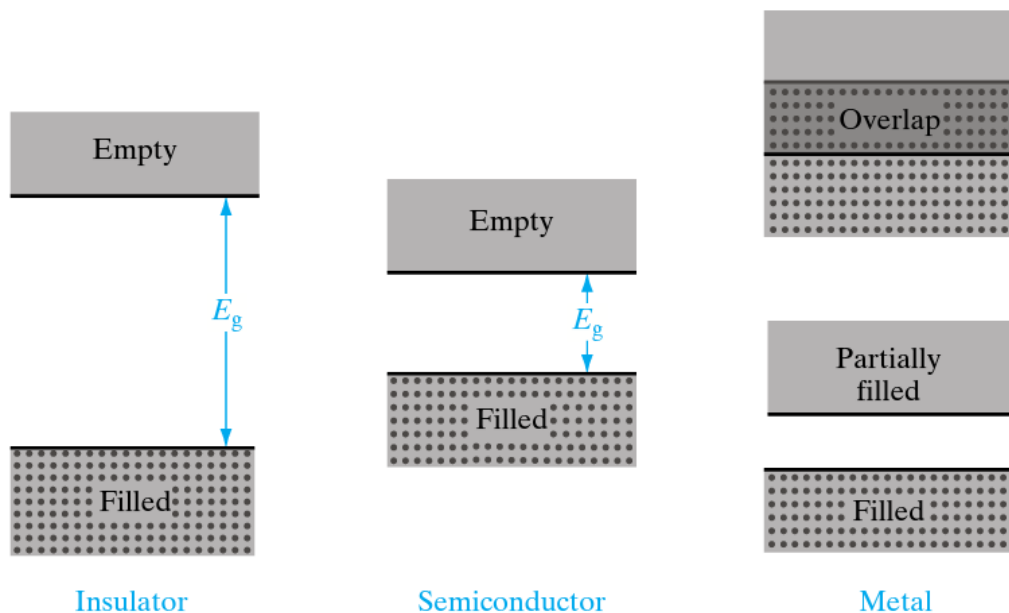 Empty
E_g
Filled
Insulator
Empty
E_g
Filled
Semiconductor
Overlap
Partially
filled
Filled
Metal